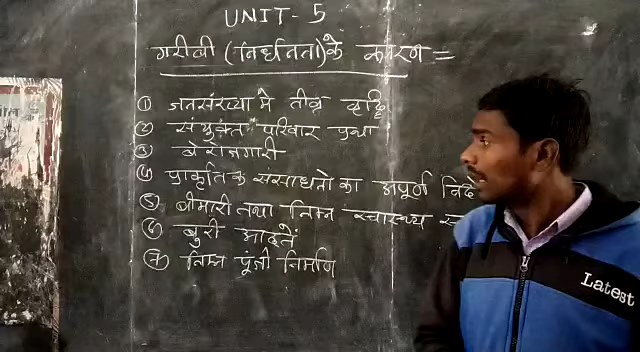 UNIT - 5
गरीबी (निर्धनता) के कारण =
① जनसंख्या मे तीव्र वृद्धि
② संयुक्त परिवार प्रथा
③ बेरोजगारी
④ प्राकृतिक संसाधनो का अपूर्ण विदो
⑤ बीमारी तथा निम्न स्वास्थ्य स्
⑥ बुरी आदतें
⑦ निम्न पूंजी निर्माण
Latest